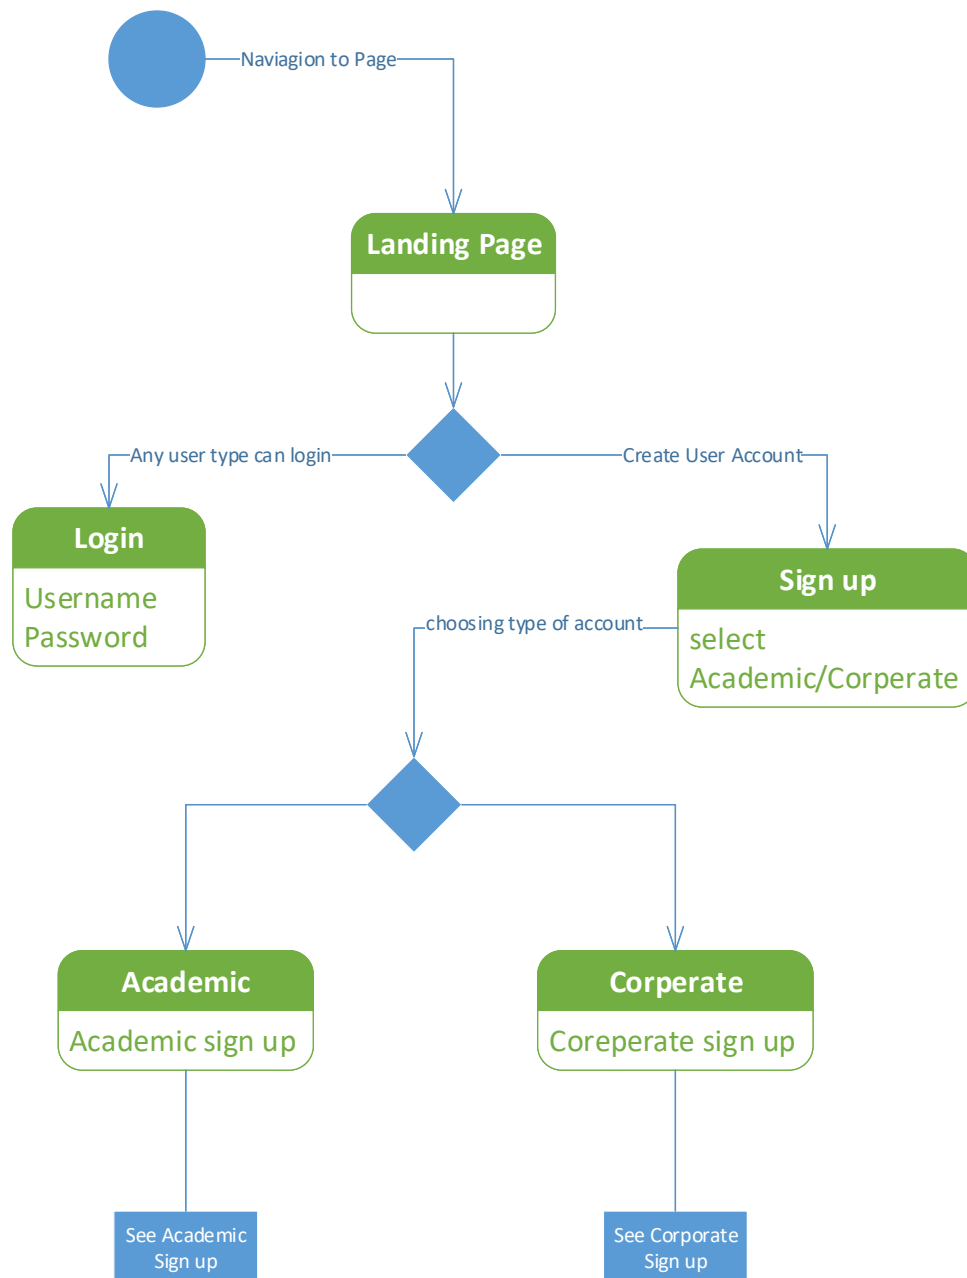 Naviagion to Page
Landing Page
Any user type can login
Create User Account
Login
Username
Password
Sign up
select
Academic/Corperate
choosing type of account
Academic
Academic sign up
Corperate
Coreperate sign up
See Academic
Sign up
See Corporate
Sign up